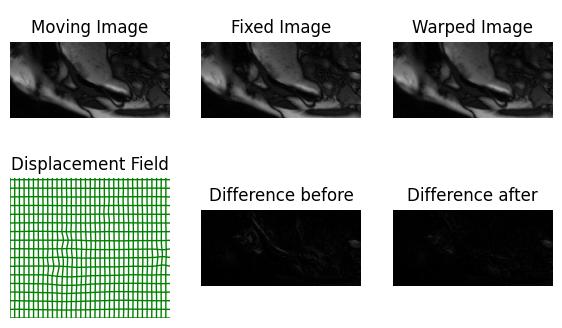 Moving Image
Fixed Image
Warped Image
Displacement Field
Difference before
Difference after